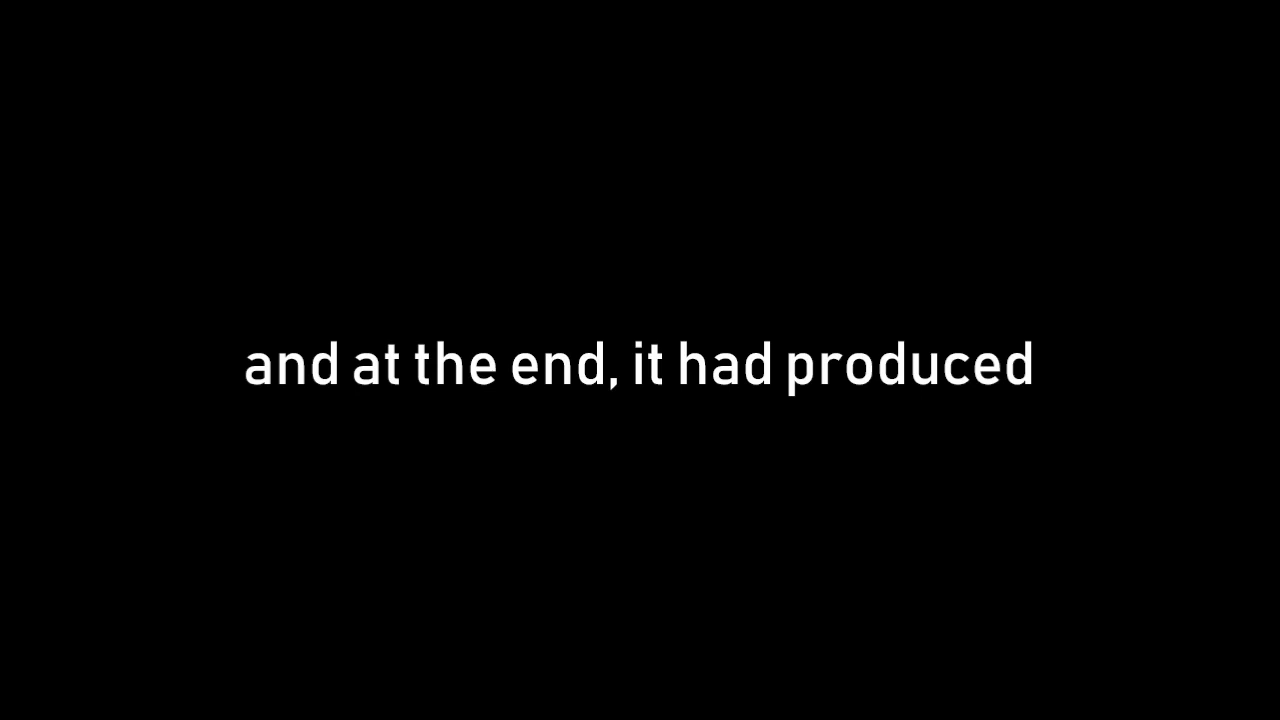 and at the end, it had produced